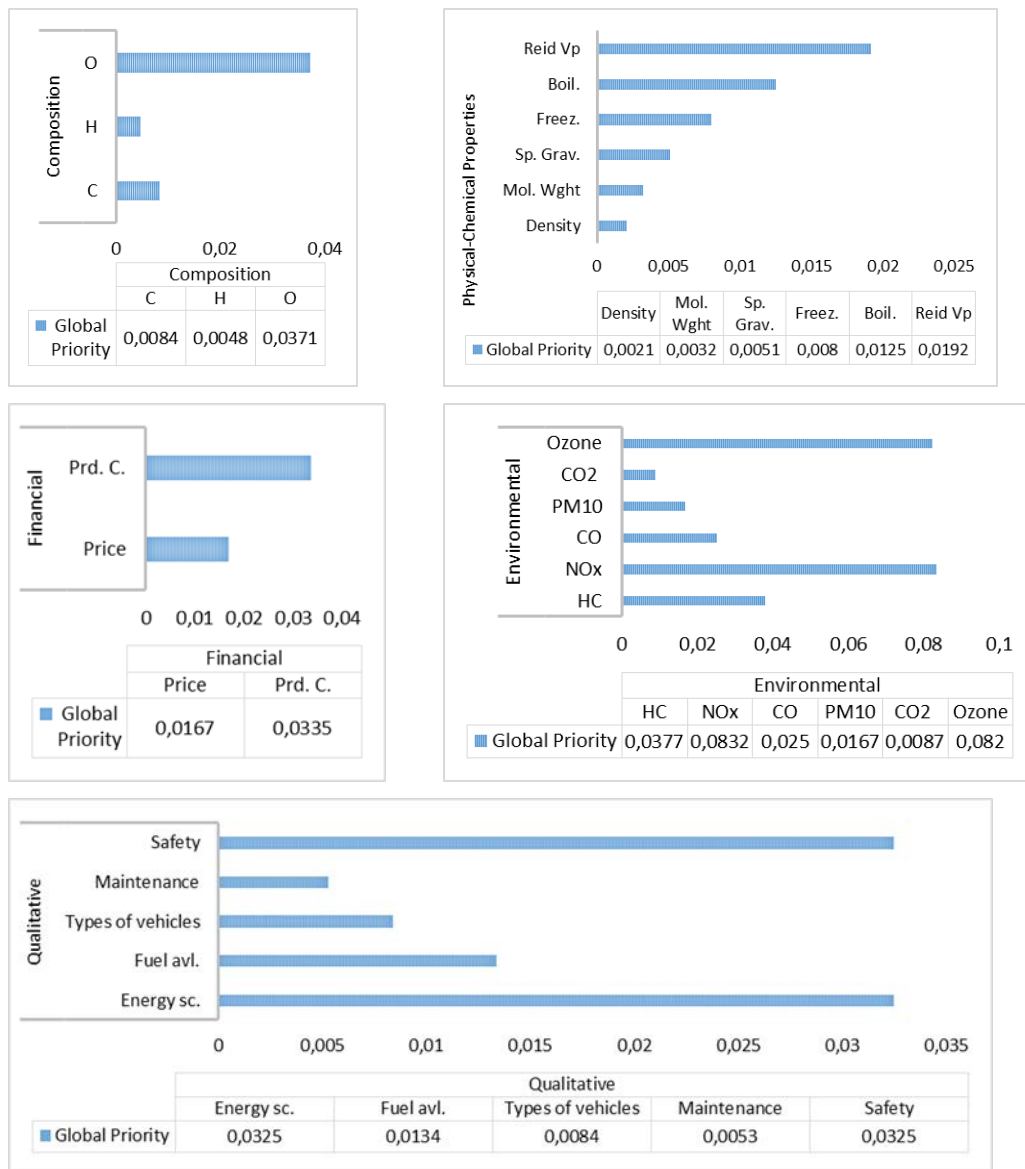 Composition
O
H
C
0 0,02 0,04
Composition
C H O
Global Priority 0,0084 0,0048 0,0371
Physical-Chemical Properties
Reid Vp
Boil.
Freez.
Sp. Grav.
Mol. Wght
Density
0 0,005 0,01 0,015 0,02 0,025
Density Mol. Wght Sp. Grav. Freez. Boil. Reid Vp
Global Priority 0,0021 0,0032 0,0051 0,008 0,0125 0,0192
Financial
Prd. C.
Price
0 0,01 0,02 0,03 0,04
Financial
Price Prd. C.
Global Priority 0,0167 0,0335
Environmental
Ozone
CO2
PM10
CO
NOx
HC
0 0,02 0,04 0,06 0,08 0,1
Environmental
HC NOx CO PM10 CO2 Ozone
Global Priority 0,0377 0,0832 0,025 0,0167 0,0087 0,082
Qualitative
Safety
Maintenance
Types of vehicles
Fuel avl.
Energy sc.
0 0,005 0,01 0,015 0,02 0,025 0,03 0,035
Qualitative
Energy sc. Fuel avl. Types of vehicles Maintenance Safety
Global Priority 0,0325 0,0134 0,0084 0,0053 0,0325